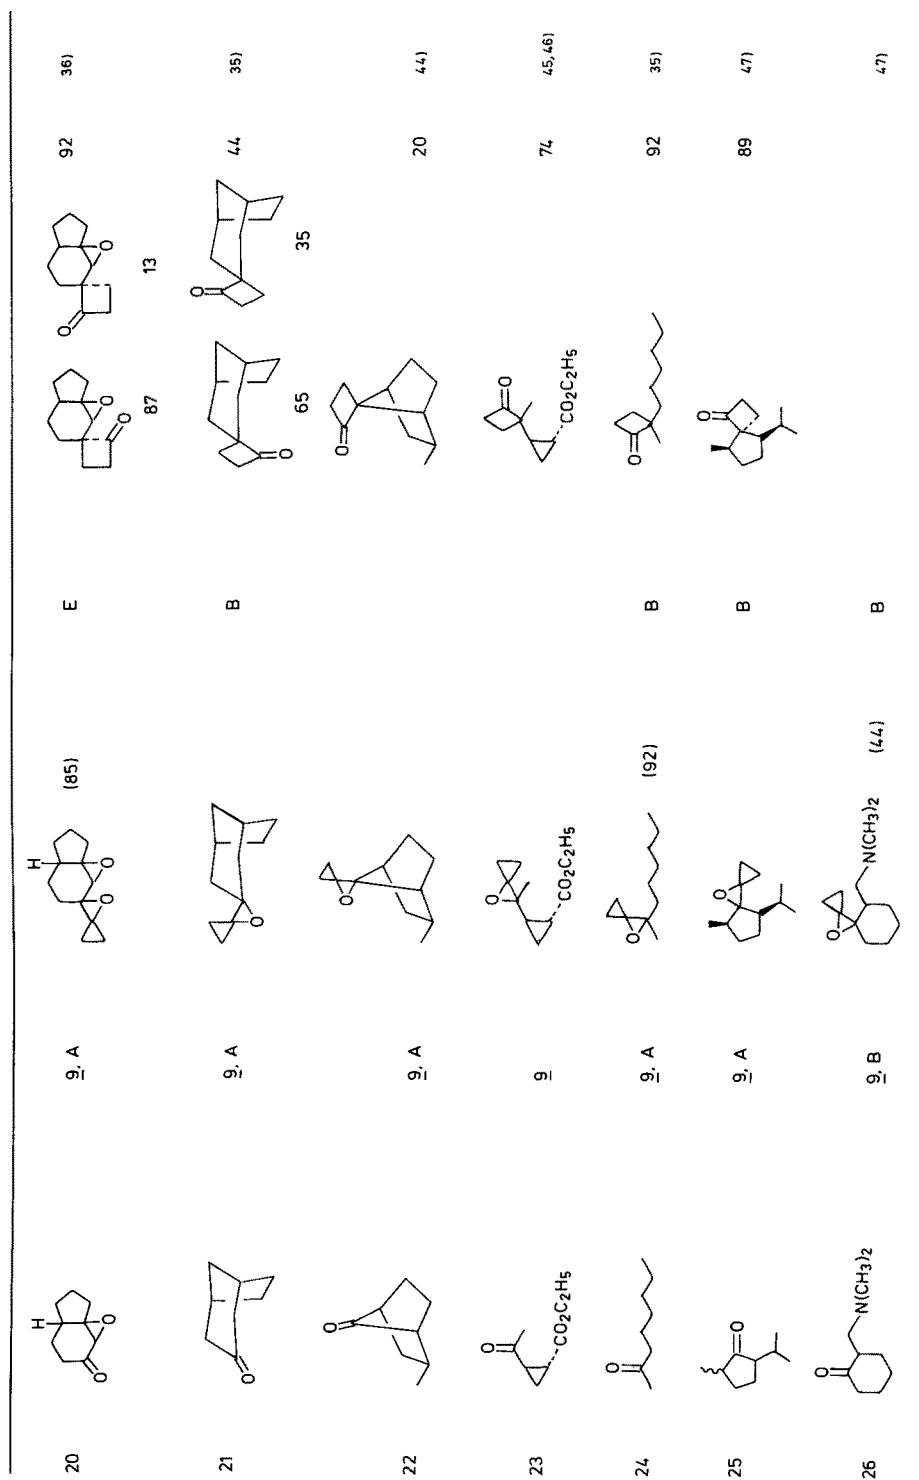 20 H O O 9, A H O O (85) E O O 87 O O 13 92 36)
21 O 9, A O B O 65 O 35 44 35)
22 O 9, A O O 20 44)
23 O CO₂C₂H₅ 9 O CO₂C₂H₅ O CO₂C₂H₅ 74 45,46)
24 O 9, A O (92) B O 92 35)
25 O 9, A O B O 89 47)
26 O N(CH₃)₂ 9, B O N(CH₃)₂ (44) B 47)